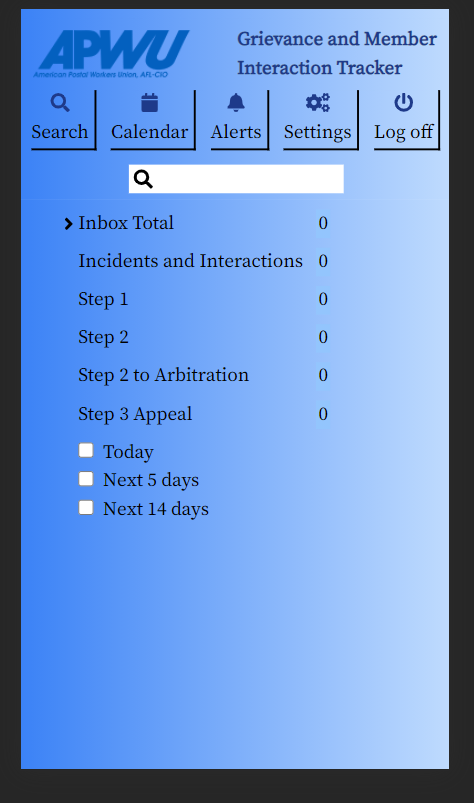 APWU
American Postal Workers Union, AFL-CIO
Grievance and Member
Interaction Tracker
Search Calendar Alerts Settings Log off
Inbox Total 0
Incidents and Interactions 0
Step 1 0
Step 2 0
Step 2 to Arbitration 0
Step 3 Appeal 0
Today
Next 5 days
Next 14 days